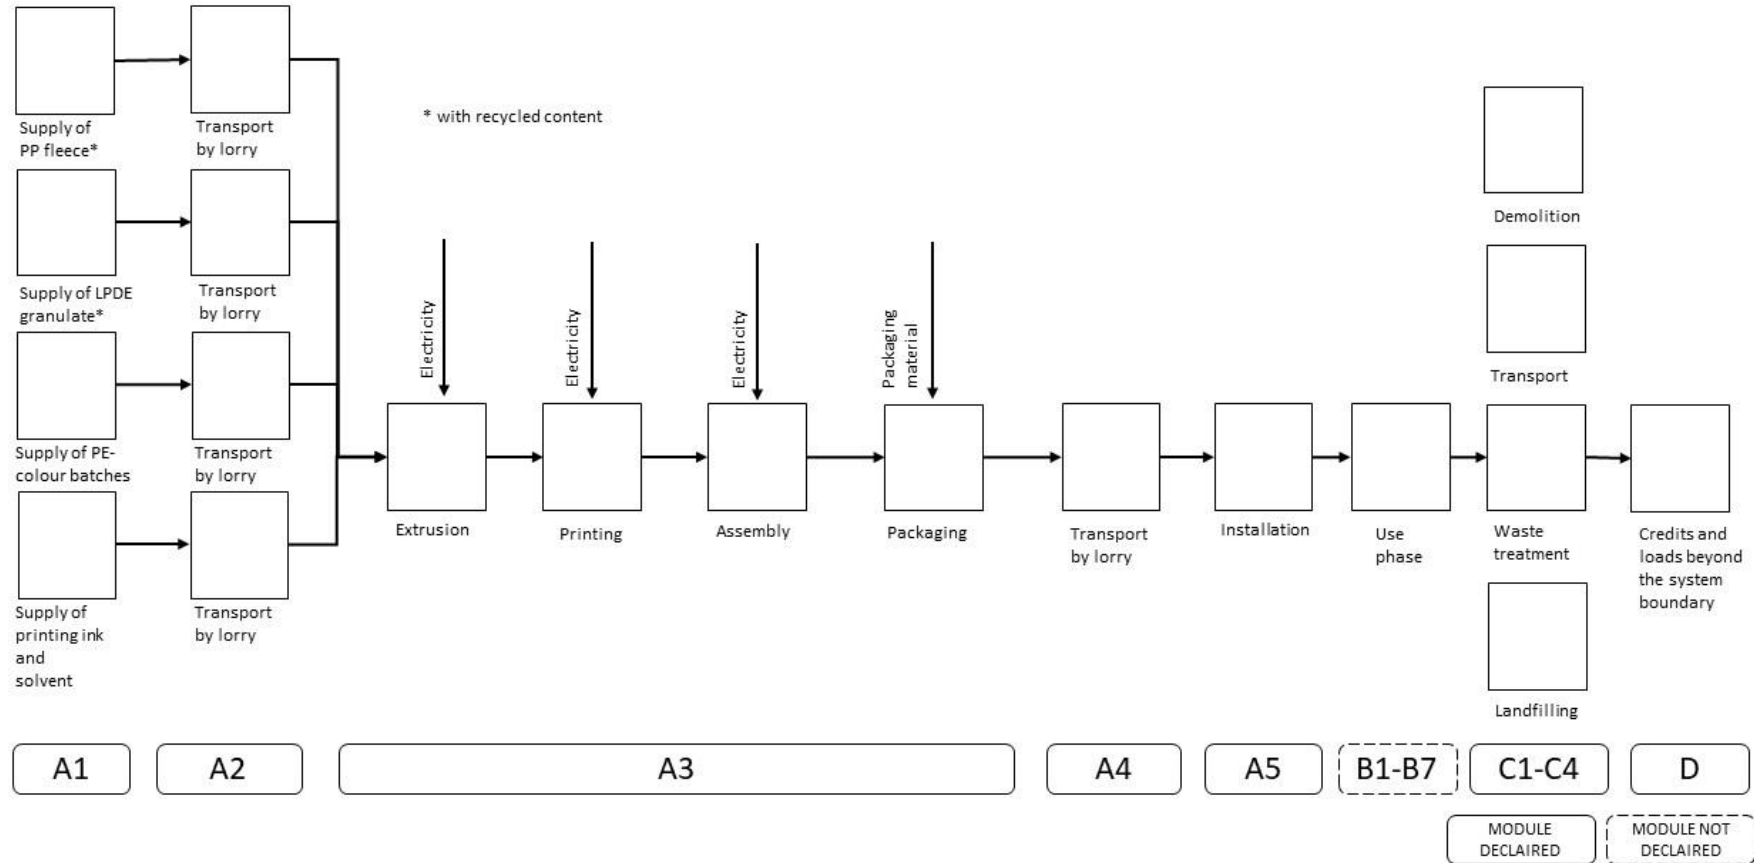 Supply of
PP fleece*
Transport
by lorry
* with recycled content
Supply of LPDE
granulate*
Transport
by lorry
Supply of PE-
colour batches
Transport
by lorry
Supply of
printing ink
and
solvent
Transport
by lorry
Electricity
Electricity
Electricity
Packaging
material
Extrusion
Printing
Assembly
Packaging
Transport
by lorry
Installation
Use
phase
Demolition
Transport
Waste
treatment
Landfilling
Credits and
loads beyond
the system
boundary
A1
A2
A3
A4
A5
B1-B7
C1-C4
D
MODULE
DECLAIRED
MODULE NOT
DECLAIRED